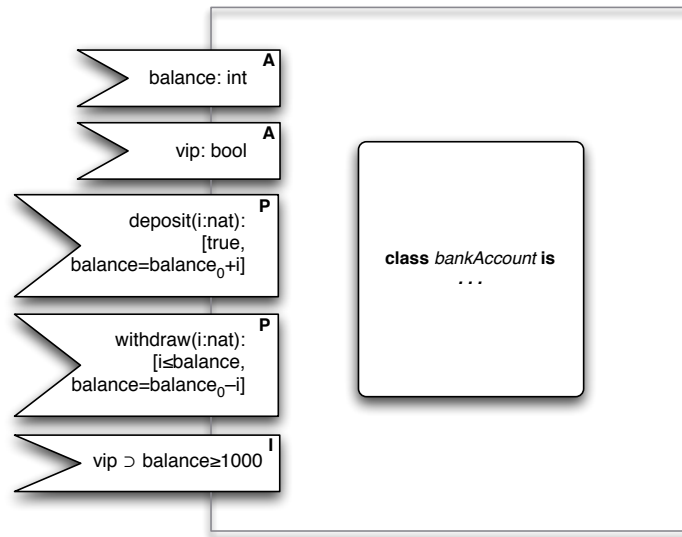 A
balance: int
A
vip: bool
P
deposit(i:nat):
[true,
balance=balance₀+i]
P
withdraw(i:nat):
[i≤balance,
balance=balance₀–i]
I
vip ⊃ balance≥1000
class bankAccount is
. . .